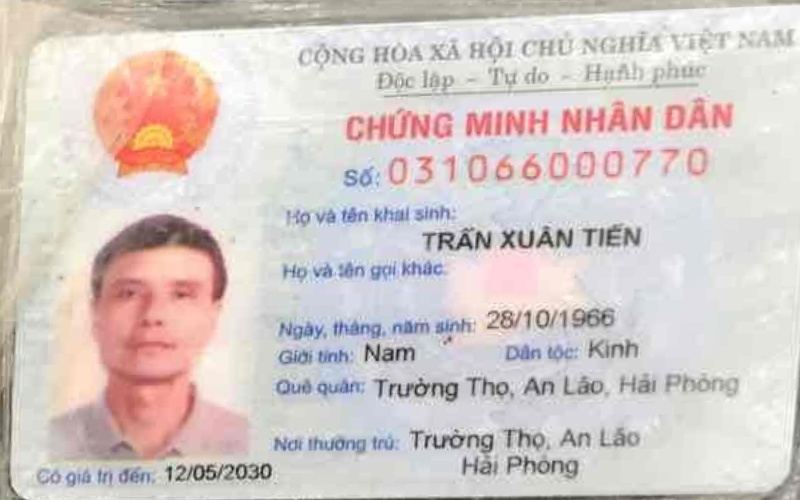 CỘNG HÒA XÃ HỘI CHỦ NGHĨA VIỆT NAM
Độc lập - Tự do - Hạnh phúc
CHỨNG MINH NHÂN DÂN
Số: 031066000770
Họ và tên khai sinh:
TRẦN XUÂN TIẾN
Họ và tên gọi khác:
Ngày, tháng, năm sinh: 28/10/1966
Giới tính: Nam Dân tộc: Kinh
Quê quán: Trường Thọ, An Lão, Hải Phòng
Nơi thường trú: Trường Thọ, An Lão
Hải Phòng
Có giá trị đến: 12/05/2030